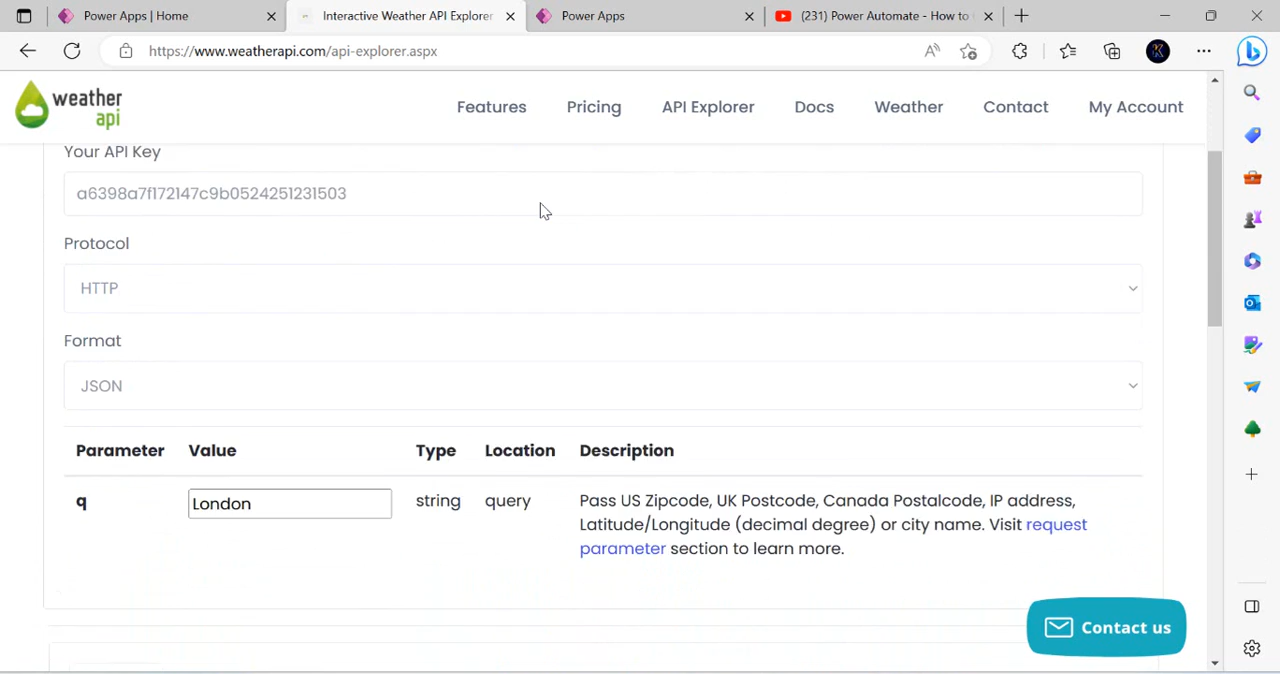 Power Apps | Home
Interactive Weather API Explorer
Power Apps
(231) Power Automate - How to
https://www.weatherapi.com/api-explorer.aspx
weather
api
Features
Pricing
API Explorer
Docs
Weather
Contact
My Account
Your API Key
a6398a7f172147c9b0524251231503
Protocol
HTTP
Format
JSON
Parameter Value Type Location Description
q London string query Pass US Zipcode, UK Postcode, Canada Postalcode, IP address,
Latitude/Longitude (decimal degree) or city name. Visit request
parameter section to learn more.
Contact us